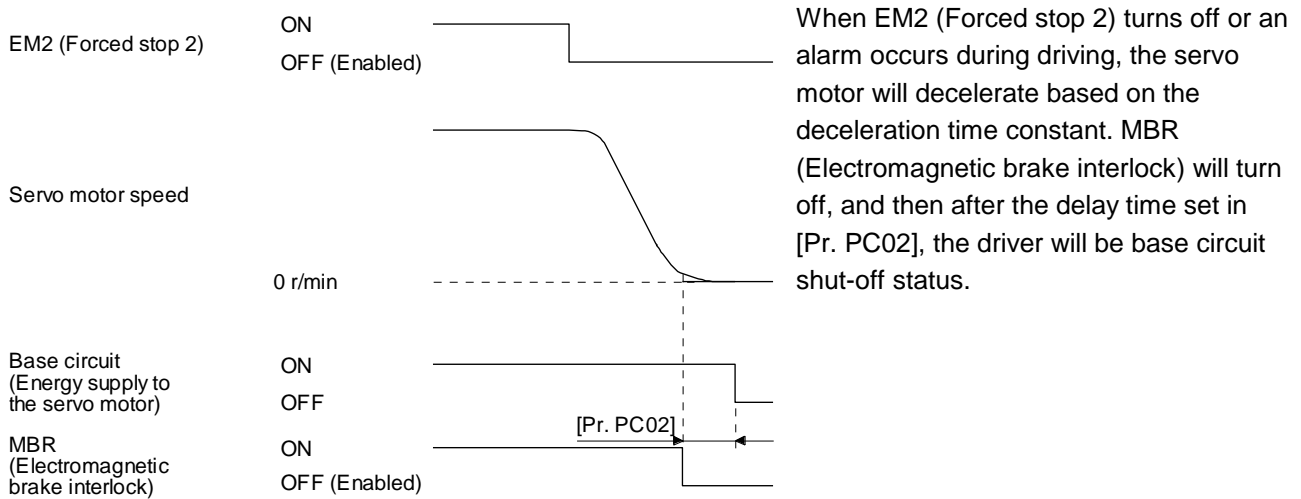 EM2 (Forced stop 2)
ON
OFF (Enabled)
Servo motor speed
0 r/min
Base circuit
(Energy supply to
the servo motor)
ON
OFF
[Pr. PC02]
MBR
(Electromagnetic
brake interlock)
ON
OFF (Enabled)
When EM2 (Forced stop 2) turns off or an
alarm occurs during driving, the servo
motor will decelerate based on the
deceleration time constant. MBR
(Electromagnetic brake interlock) will turn
off, and then after the delay time set in
[Pr. PC02], the driver will be base circuit
shut-off status.